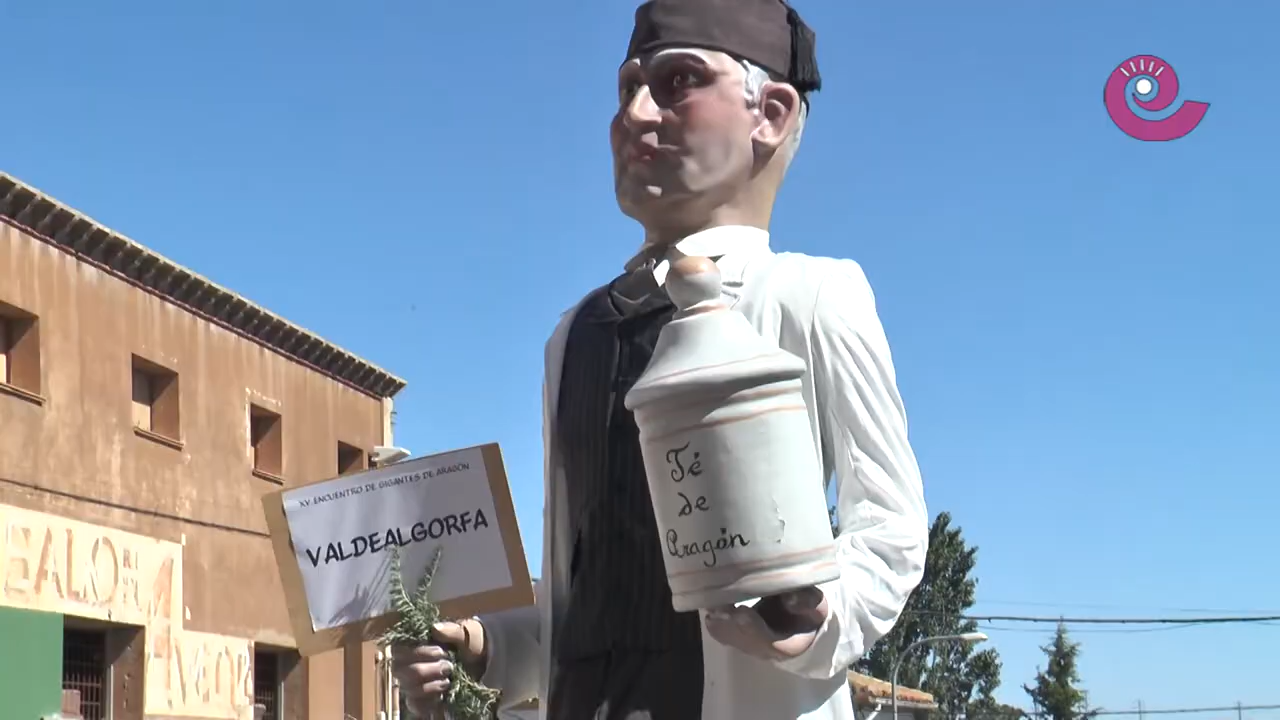 XV ENCUENTRO DE GIGANTES DE ARAGÓN
VALDEALGORFA
Té
de
Aragón